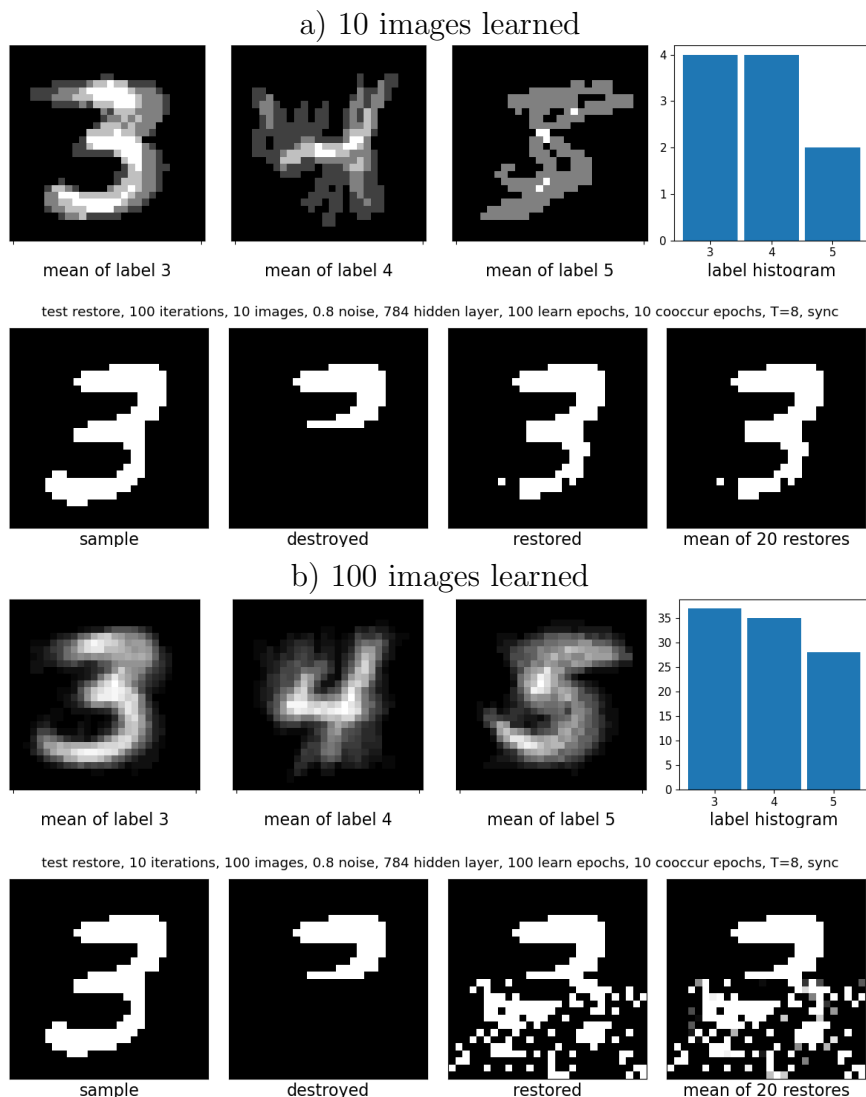 a) 10 images learned
4
3
2
1
0
3 4 5
mean of label 3 mean of label 4 mean of label 5 label histogram
test restore, 100 iterations, 10 images, 0.8 noise, 784 hidden layer, 100 learn epochs, 10 cooccur epochs, T=8, sync
sample destroyed restored mean of 20 restores
b) 100 images learned
35
30
25
20
15
10
5
0
3 4 5
mean of label 3 mean of label 4 mean of label 5 label histogram
test restore, 10 iterations, 100 images, 0.8 noise, 784 hidden layer, 100 learn epochs, 10 cooccur epochs, T=8, sync
sample destroyed restored mean of 20 restores